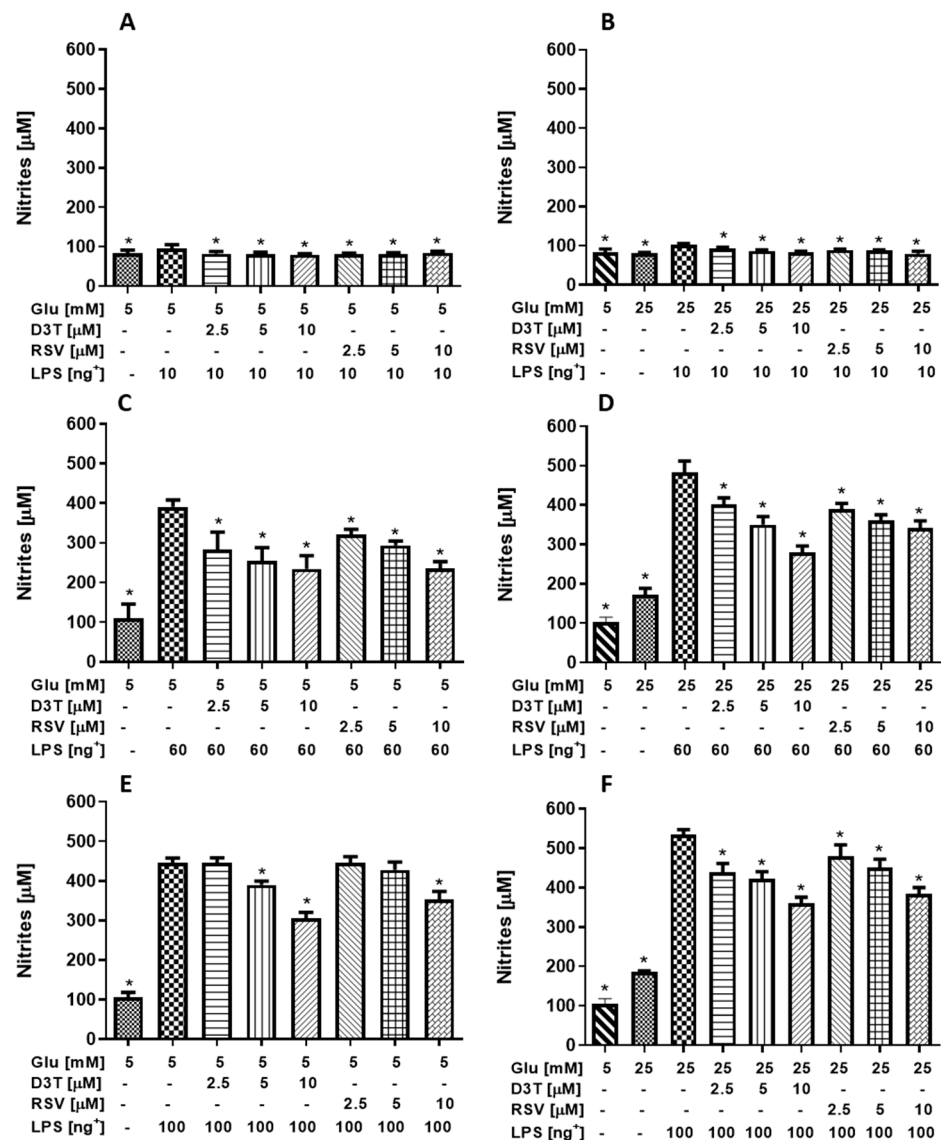 A
Nitrites [µM]
600
500
400
300
200
100
0
* * * * * * *
Glu [mM] 5 5 5 5 5 5 5 5
D3T [µM] - - 2.5 5 10 - - -
RSV [µM] - - - - - 2.5 5 10
LPS [ng⁺] - 10 10 10 10 10 10 10
B
Nitrites [µM]
600
500
400
300
200
100
0
* * * * * * * *
Glu [mM] 5 25 25 25 25 25 25 25 25
D3T [µM] - - - 2.5 5 10 - - -
RSV [µM] - - - - - - 2.5 5 10
LPS [ng⁺] - - 10 10 10 10 10 10 10
C
Nitrites [µM]
600
500
400
300
200
100
0
* * * * * * *
Glu [mM] 5 5 5 5 5 5 5 5
D3T [µM] - - 2.5 5 10 - - -
RSV [µM] - - - - - 2.5 5 10
LPS [ng⁺] - 60 60 60 60 60 60 60
D
Nitrites [µM]
600
500
400
300
200
100
0
* * * * * * * *
Glu [mM] 5 25 25 25 25 25 25 25 25
D3T [µM] - - - 2.5 5 10 - - -
RSV [µM] - - - - - - 2.5 5 10
LPS [ng⁺] - - 60 60 60 60 60 60 60
E
Nitrites [µM]
600
500
400
300
200
100
0
* * * *
Glu [mM] 5 5 5 5 5 5 5 5
D3T [µM] - - 2.5 5 10 - - -
RSV [µM] - - - - - 2.5 5 10
LPS [ng⁺] - 100 100 100 100 100 100 100
F
Nitrites [µM]
600
500
400
300
200
100
0
* * * * * * * *
Glu [mM] 5 25 25 25 25 25 25 25 25
D3T [µM] - - - 2.5 5 10 - - -
RSV [µM] - - - - - - 2.5 5 10
LPS [ng⁺] - - 100 100 100 100 100 100 100